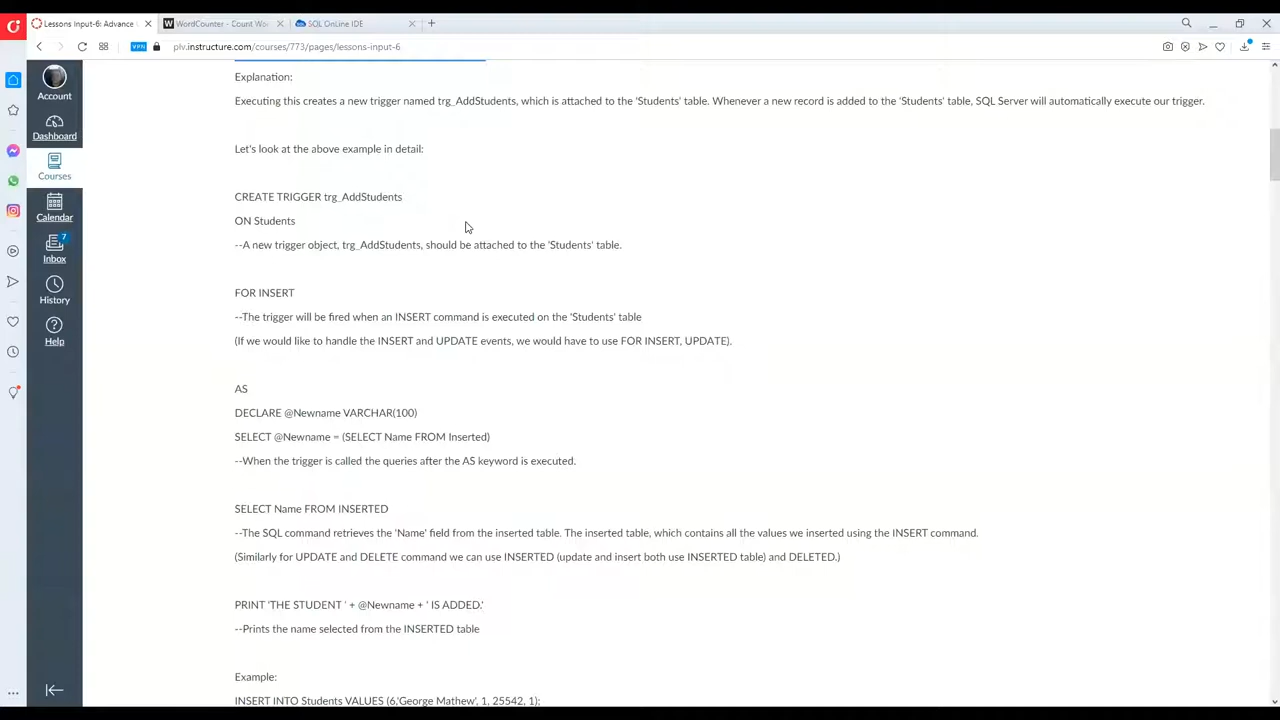 Lessons Input-6: Advance
WordCounter - Count Wo
SQL OnLine IDE
VPN
plv.instructure.com/courses/773/pages/lessons-input-6
Account
Dashboard
Courses
Calendar
7
Inbox
History
Help
Explanation:
Executing this creates a new trigger named trg_AddStudents, which is attached to the 'Students' table. Whenever a new record is added to the 'Students' table, SQL Server will automatically execute our trigger.
Let's look at the above example in detail:
CREATE TRIGGER trg_AddStudents
ON Students
--A new trigger object, trg_AddStudents, should be attached to the 'Students' table.
FOR INSERT
--The trigger will be fired when an INSERT command is executed on the 'Students' table
(If we would like to handle the INSERT and UPDATE events, we would have to use FOR INSERT, UPDATE).
AS
DECLARE @Newname VARCHAR(100)
SELECT @Newname = (SELECT Name FROM Inserted)
--When the trigger is called the queries after the AS keyword is executed.
SELECT Name FROM INSERTED
--The SQL command retrieves the 'Name' field from the inserted table. The inserted table, which contains all the values we inserted using the INSERT command.
(Similarly for UPDATE and DELETE command we can use INSERTED (update and insert both use INSERTED table) and DELETED.)
PRINT 'THE STUDENT ' + @Newname + ' IS ADDED.'
--Prints the name selected from the INSERTED table
Example:
INSERT INTO Students VALUES (6,'George Mathew', 1, 25542, 1);